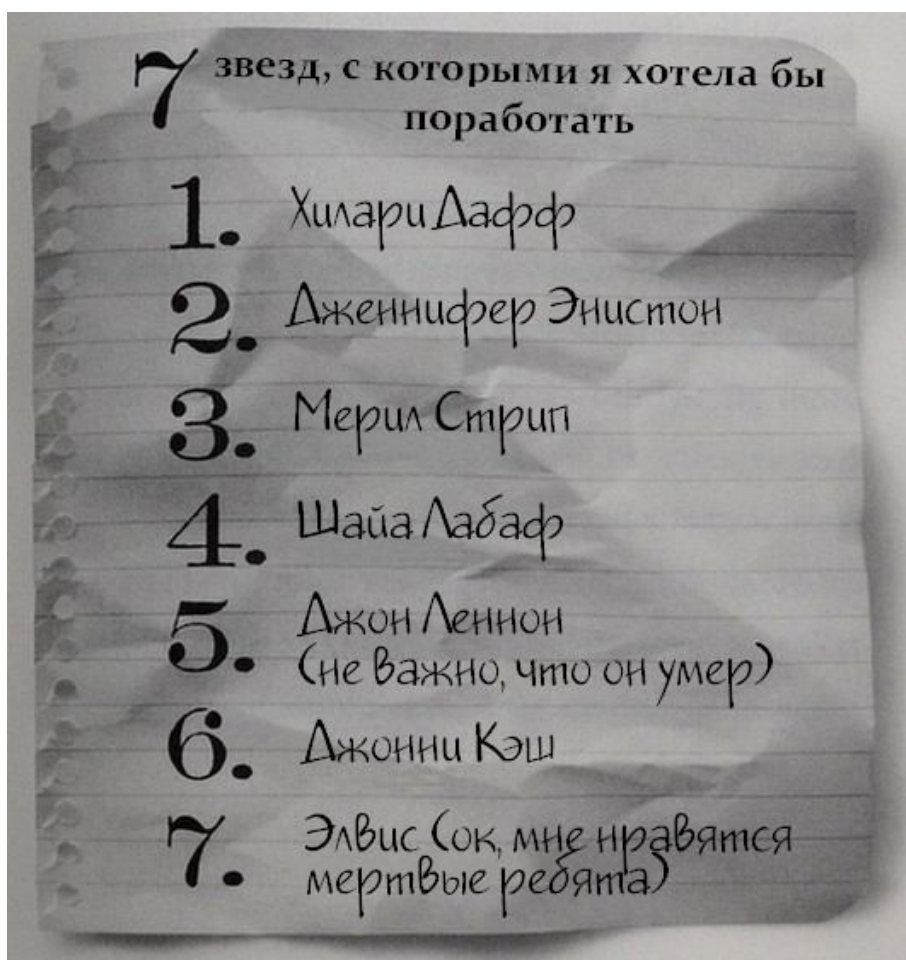 7 звезд, с которыми я хотела бы
поработать
1. Хилари Дафф
2. Дженнифер Энистон
3. Мерил Стрип
4. Шайа Лабаф
5. Джон Леннон
(не важно, что он умер)
6. Джонни Кэш
7. Элвис (ок, мне нравятся
мертвые ребята)